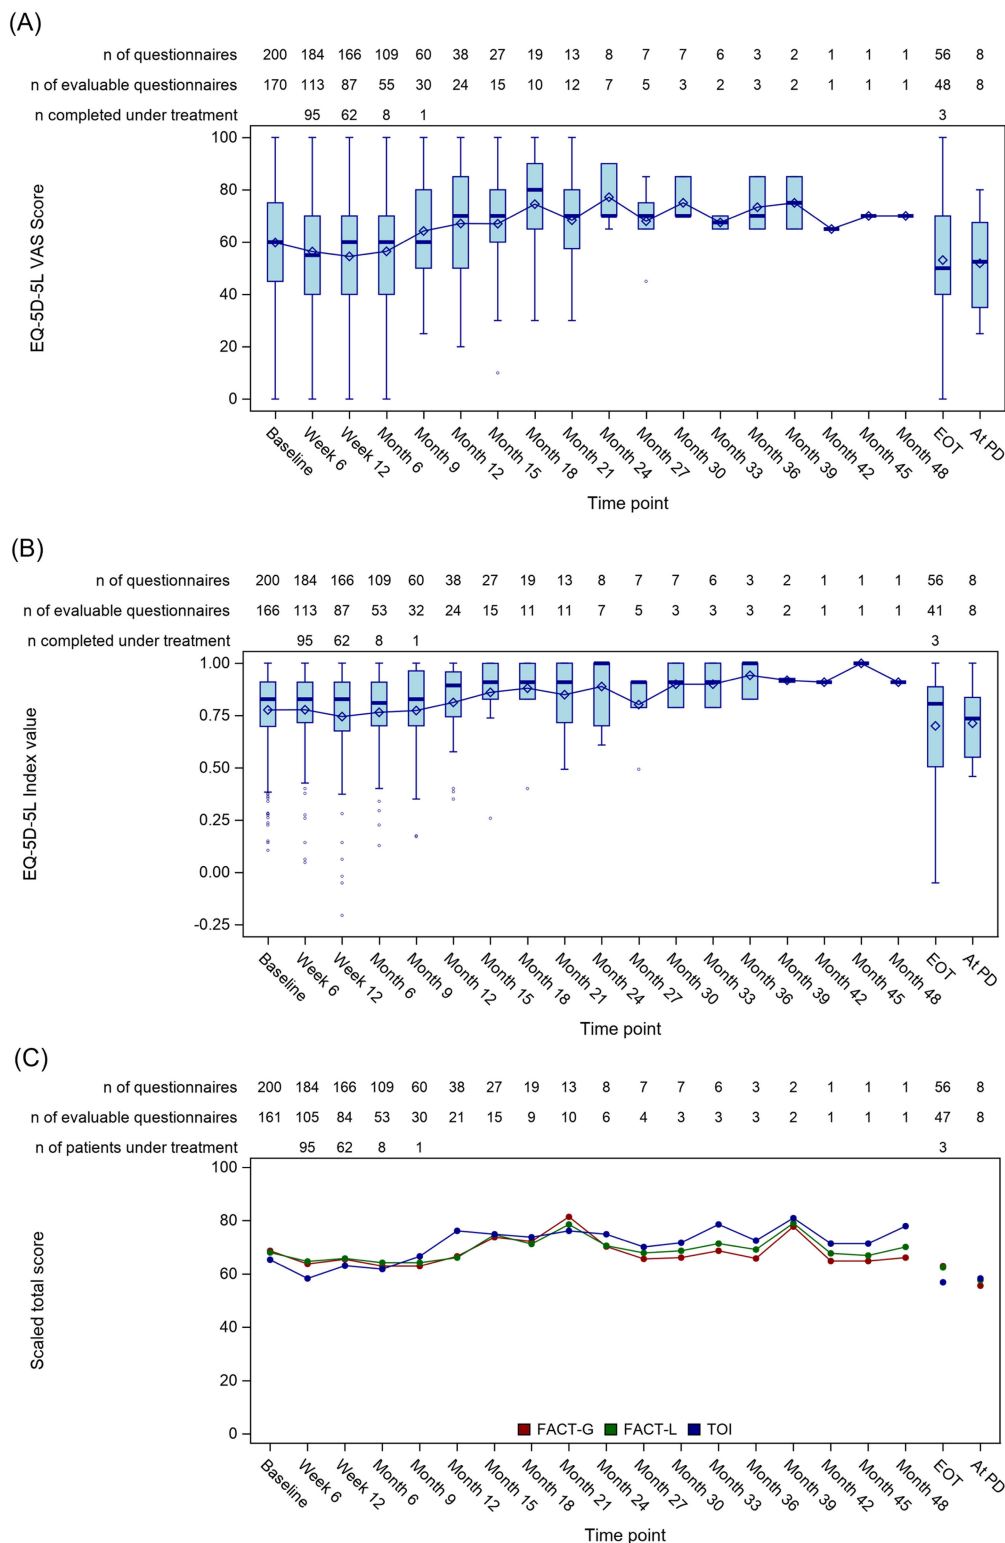 (A)
n of questionnaires 200 184 166 109 60 38 27 19 13 8 7 7 6 3 2 1 1 1 56 8
n of evaluable questionnaires 170 113 87 55 30 24 15 10 12 7 5 3 2 3 2 1 1 1 48 8
n completed under treatment 95 62 8 1 3
EQ-5D-5L VAS Score
100
80
60
40
20
0
Baseline Week 6 Week 12 Month 6 Month 9 Month 12 Month 15 Month 18 Month 21 Month 24 Month 27 Month 30 Month 33 Month 36 Month 39 Month 42 Month 45 Month 48 EOT At PD
Time point
(B)
n of questionnaires 200 184 166 109 60 38 27 19 13 8 7 7 6 3 2 1 1 1 56 8
n of evaluable questionnaires 166 113 87 53 32 24 15 11 11 7 5 3 3 3 2 1 1 1 41 8
n completed under treatment 95 62 8 1 3
EQ-5D-5L Index value
1.00
0.75
0.50
0.25
0.00
-0.25
Baseline Week 6 Week 12 Month 6 Month 9 Month 12 Month 15 Month 18 Month 21 Month 24 Month 27 Month 30 Month 33 Month 36 Month 39 Month 42 Month 45 Month 48 EOT At PD
Time point
(C)
n of questionnaires 200 184 166 109 60 38 27 19 13 8 7 7 6 3 2 1 1 1 56 8
n of evaluable questionnaires 161 105 84 53 30 21 15 9 10 6 4 3 3 3 2 1 1 1 47 8
n of patients under treatment 95 62 8 1 3
Scaled total score
100
80
60
40
20
0
FACT-G FACT-L TOI
Baseline Week 6 Week 12 Month 6 Month 9 Month 12 Month 15 Month 18 Month 21 Month 24 Month 27 Month 30 Month 33 Month 36 Month 39 Month 42 Month 45 Month 48 EOT At PD
Time point